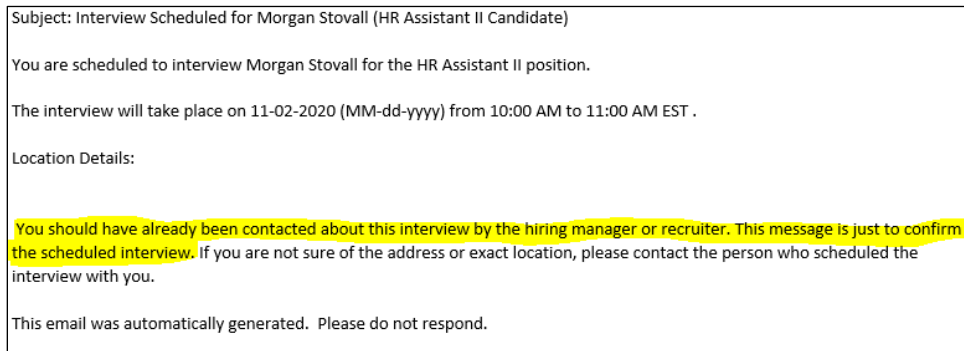 Subject: Interview Scheduled for Morgan Stovall (HR Assistant II Candidate)
You are scheduled to interview Morgan Stovall for the HR Assistant II position.
The interview will take place on 11-02-2020 (MM-dd-yyyy) from 10:00 AM to 11:00 AM EST .
Location Details:
You should have already been contacted about this interview by the hiring manager or recruiter. This message is just to confirm
the scheduled interview. If you are not sure of the address or exact location, please contact the person who scheduled the
interview with you.
This email was automatically generated.  Please do not respond.